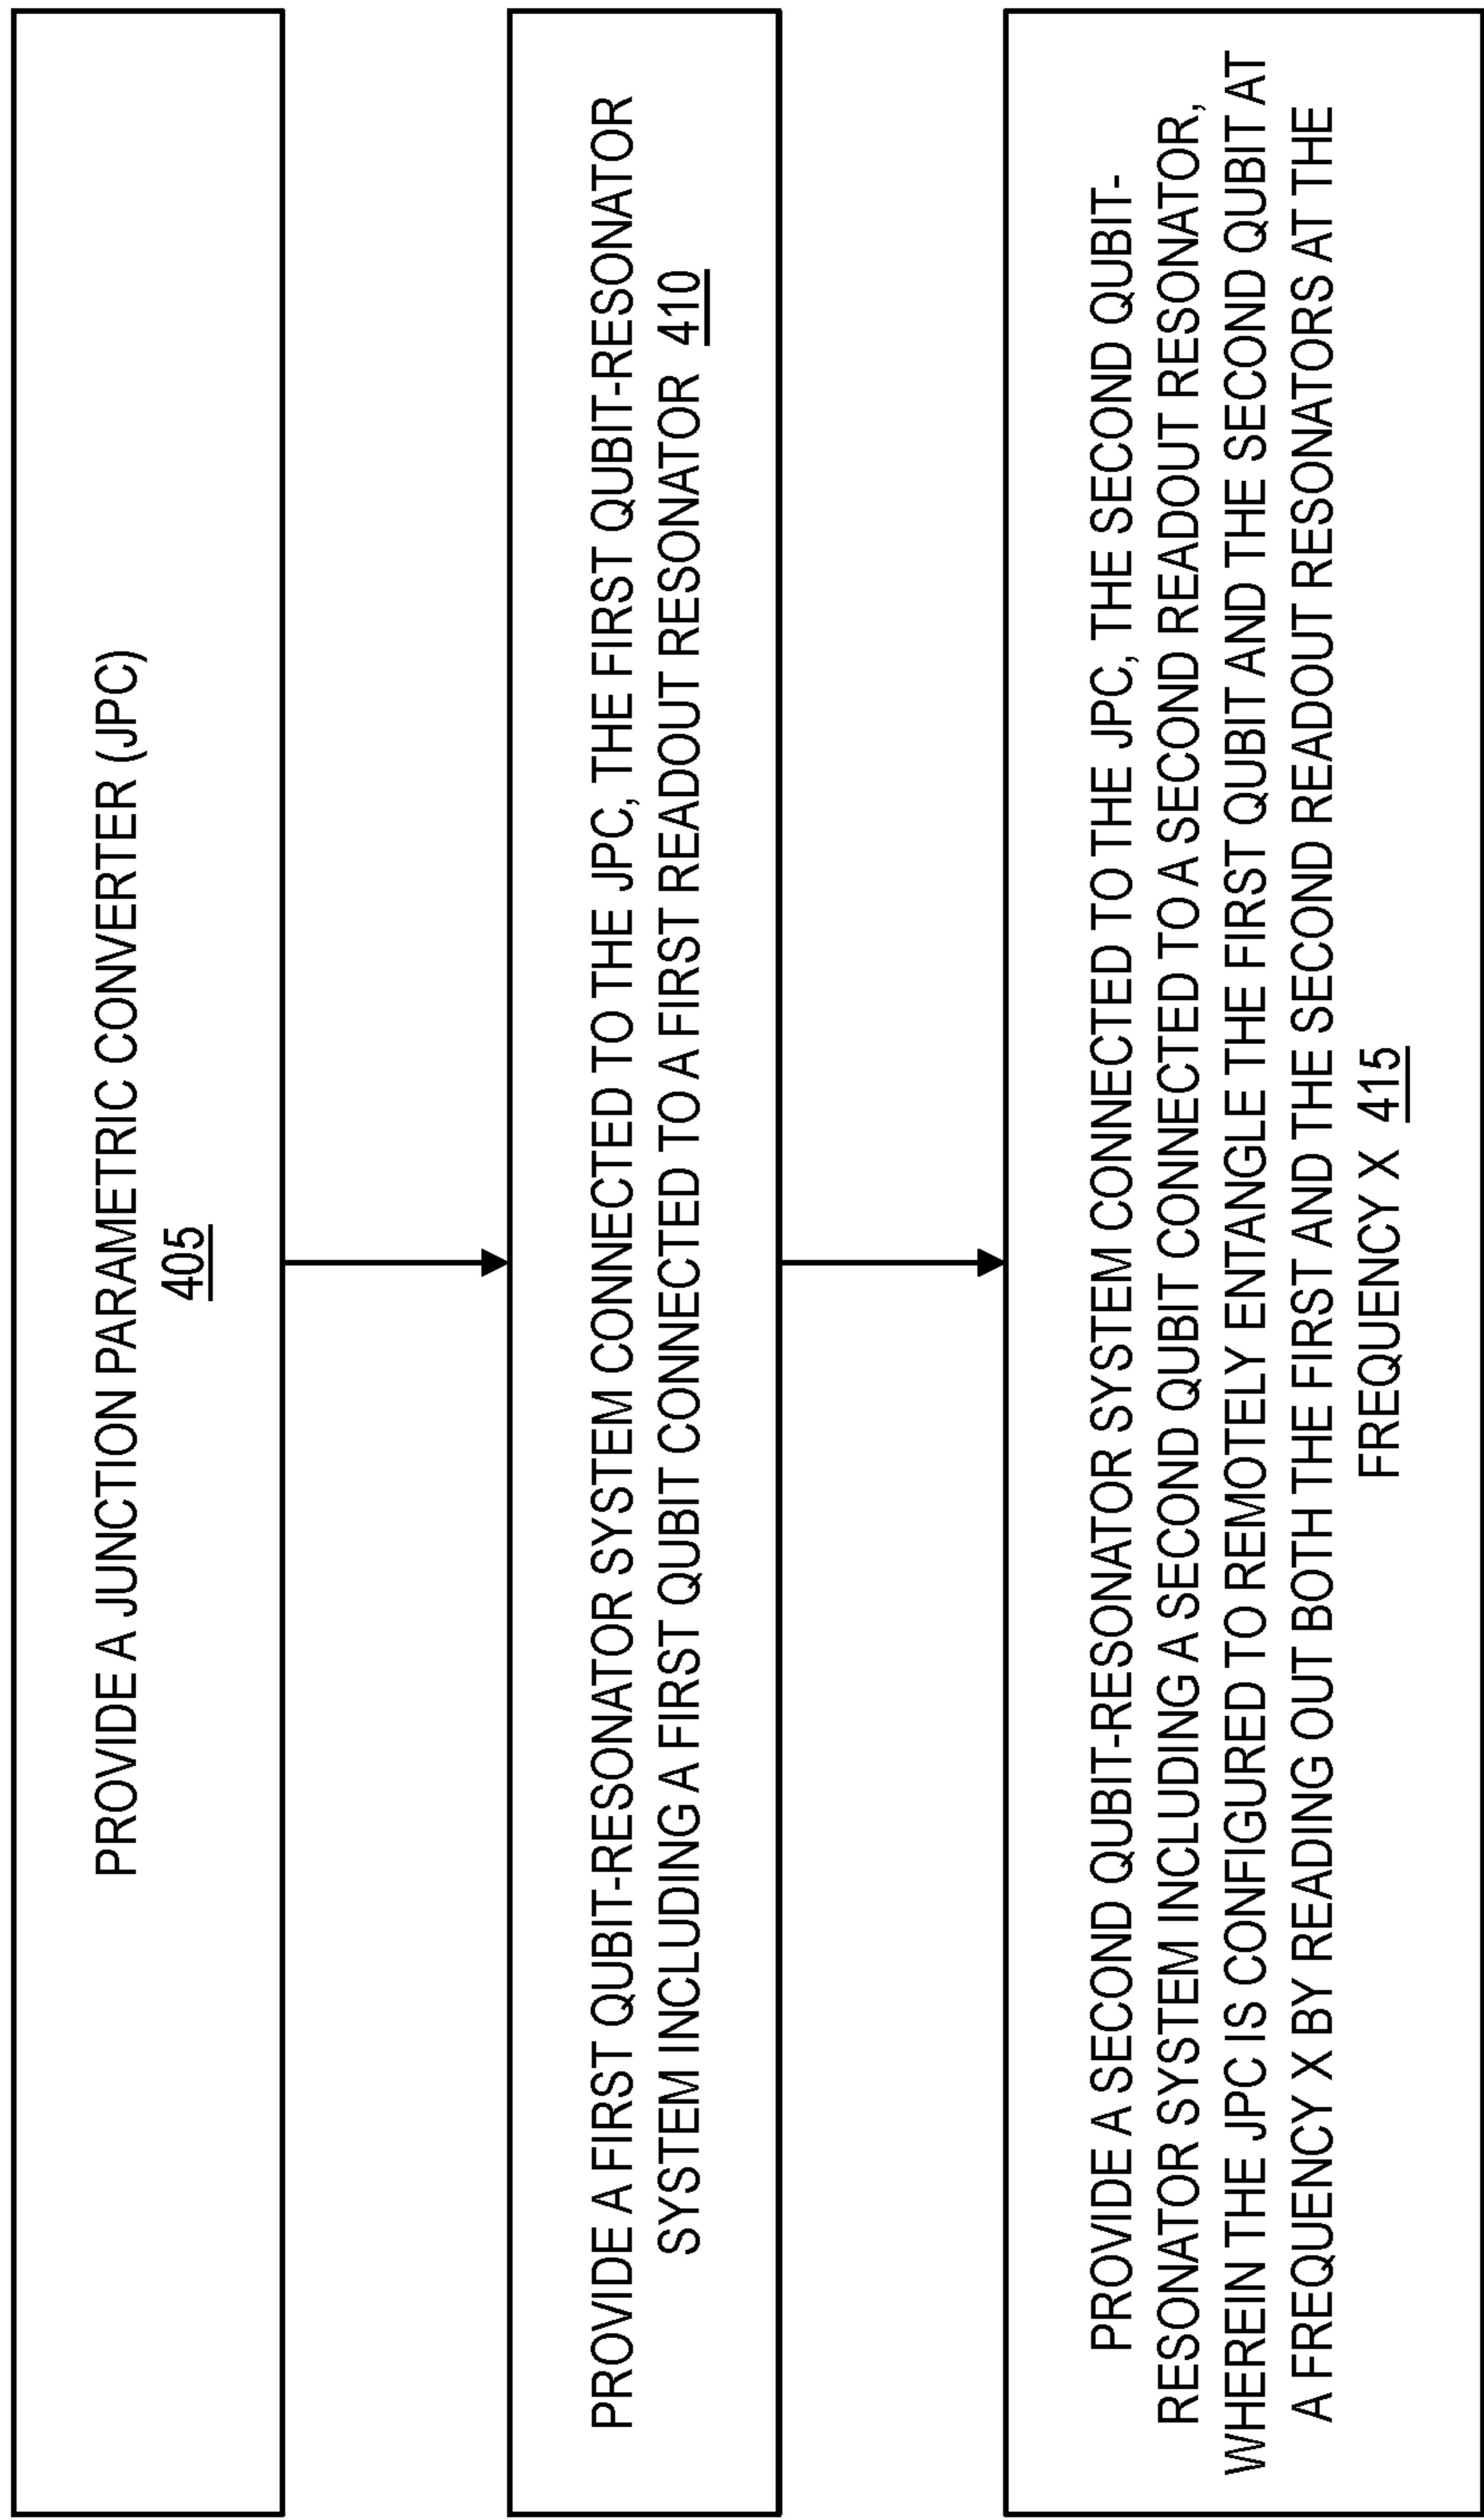 PROVIDE A JUNCTION PARAMETRIC CONVERTER (JPC)
405
PROVIDE A FIRST QUBIT-RESONATOR SYSTEM CONNECTED TO THE JPC, THE FIRST QUBIT-RESONATOR
SYSTEM INCLUDING A FIRST QUBIT CONNECTED TO A FIRST READOUT RESONATOR 410
PROVIDE A SECOND QUBIT-RESONATOR SYSTEM CONNECTED TO THE JPC, THE SECOND QUBIT-
RESONATOR SYSTEM INCLUDING A SECOND QUBIT CONNECTED TO A SECOND READOUT RESONATOR,
WHEREIN THE JPC IS CONFIGURED TO REMOTELY ENTANGLE THE FIRST QUBIT AND THE SECOND QUBIT AT
A FREQUENCY X BY READING OUT BOTH THE FIRST AND THE SECOND READOUT RESONATORS AT THE
FREQUENCY X 415